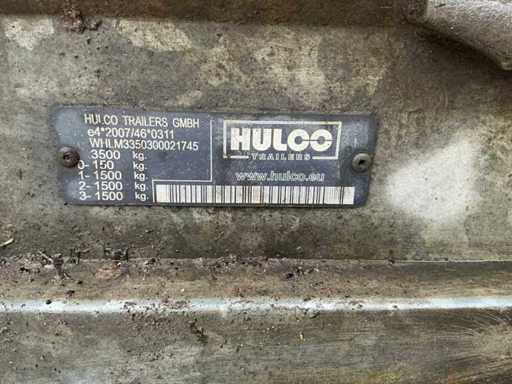 HULCO TRAILERS GMBH
e4*2007/46*0311
WHLM3350300021745
3500 kg.
0- 150 kg.
1- 1500 kg.
2- 1500 kg.
3- 1500 kg.
HULCO
TRAILERS
www.hulco.eu